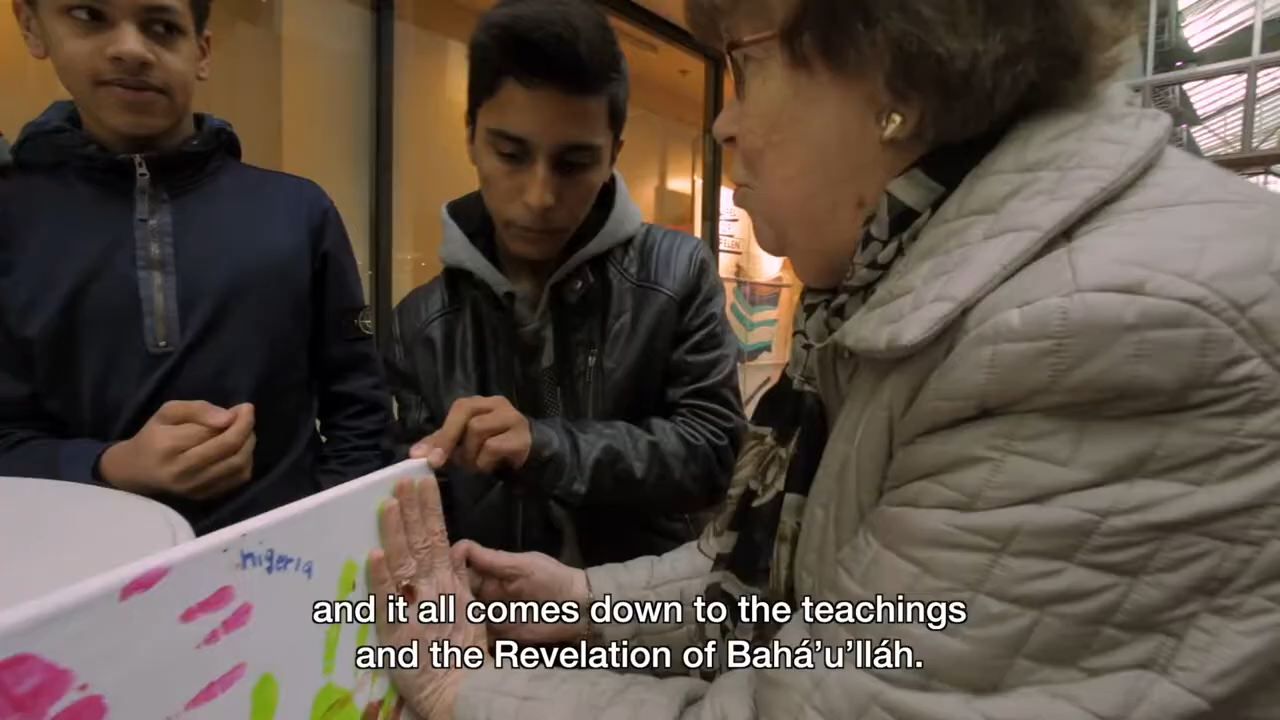 nigeria
and it all comes down to the teachings
and the Revelation of Bahá’u’lláh.